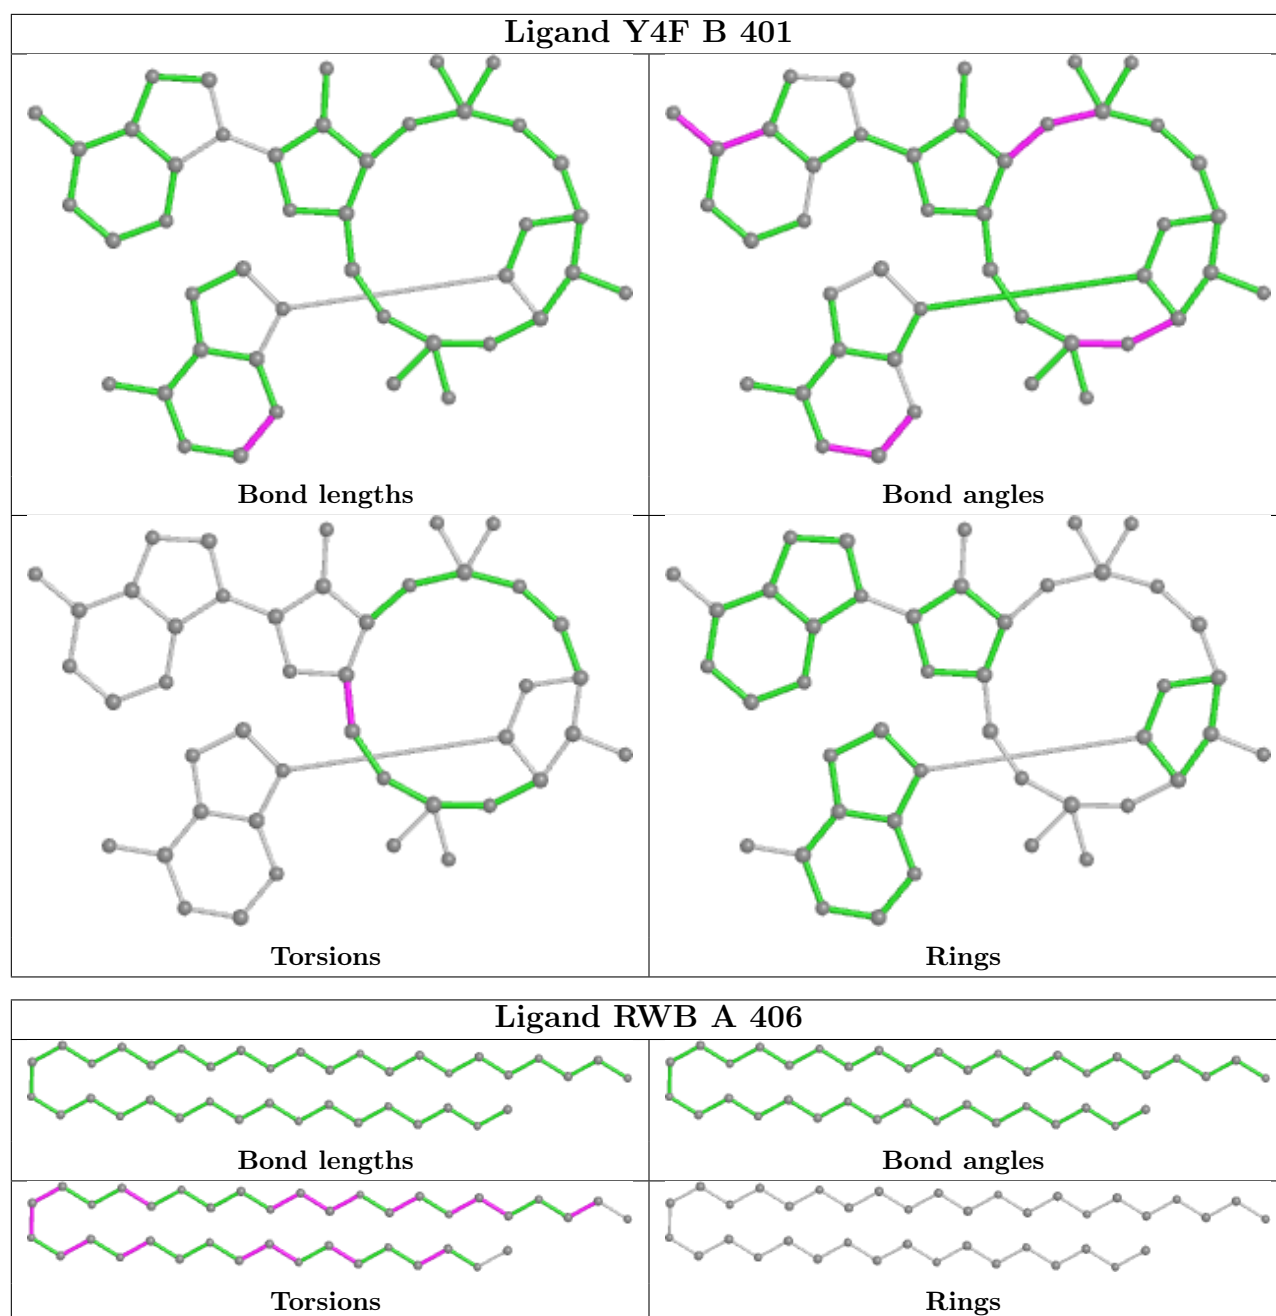 Ligand Y4F B 401
Bond lengths
Bond angles
Torsions
Rings
Ligand RWB A 406
Bond lengths
Bond angles
Torsions
Rings